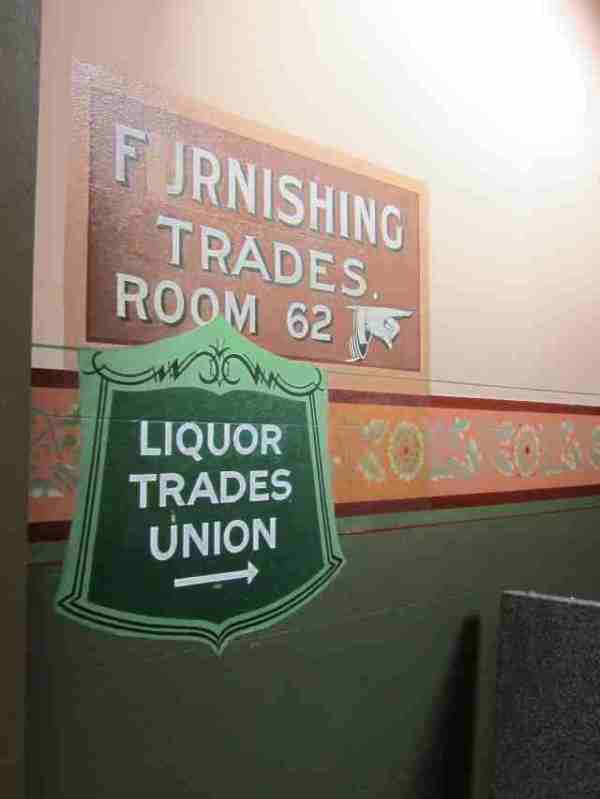 FURNISHING
TRADES.
ROOM 62
LIQUOR
TRADES
UNION